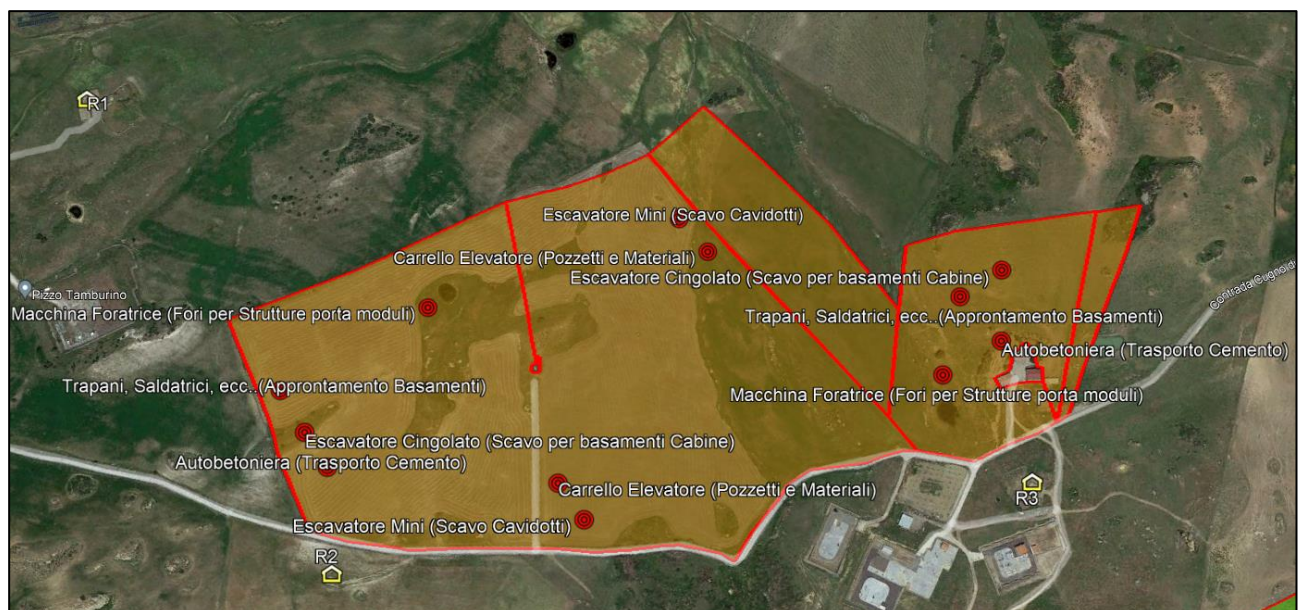 R1
Escavatore Mini (Scavo Cavidotti)
Carrello Elevatore (Pozzetti e Materiali)
Escavatore Cingolato (Scavo per basamenti Cabine)
Contrada Cugno d
Pizzo Tamburino
Macchina Foratrice (Fori per Strutture porta moduli)
Trapani, Saldatrici, ecc..(Approntamento Basamenti)
Autobetoniera (Trasporto Cemento)
Trapani, Saldatrici, ecc..(Approntamento Basamenti)
Macchina Foratrice (Fori per Strutture porta moduli)
Escavatore Cingolato (Scavo per basamenti Cabine)
Autobetoniera (Trasporto Cemento)
Carrello Elevatore (Pozzetti e Materiali)
R3
Escavatore Mini (Scavo Cavidotti)
R2